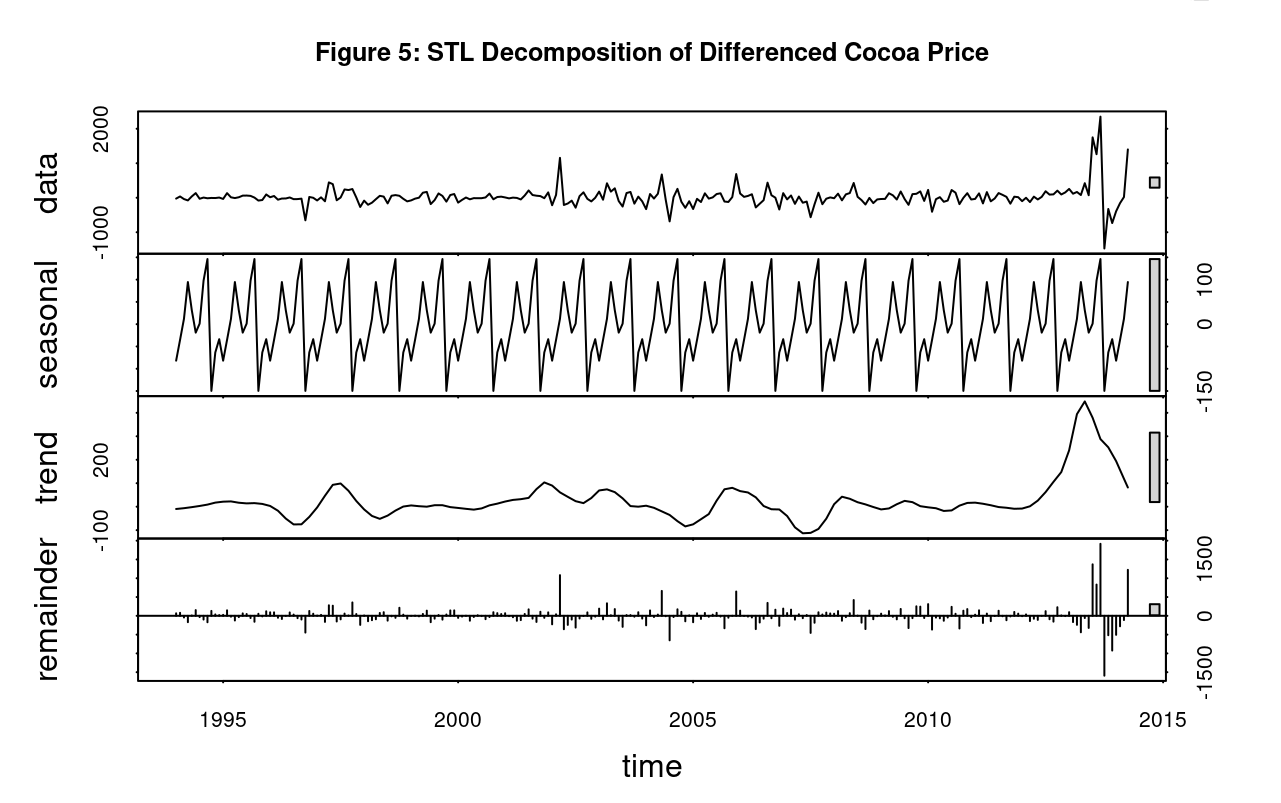 Figure 5: STL Decomposition of Differenced Cocoa Price
data
2000
-1000
seasonal
100
0
-150
trend
200
-100
remainder
1500
0
-1500
1995
2000
2005
2010
2015
time